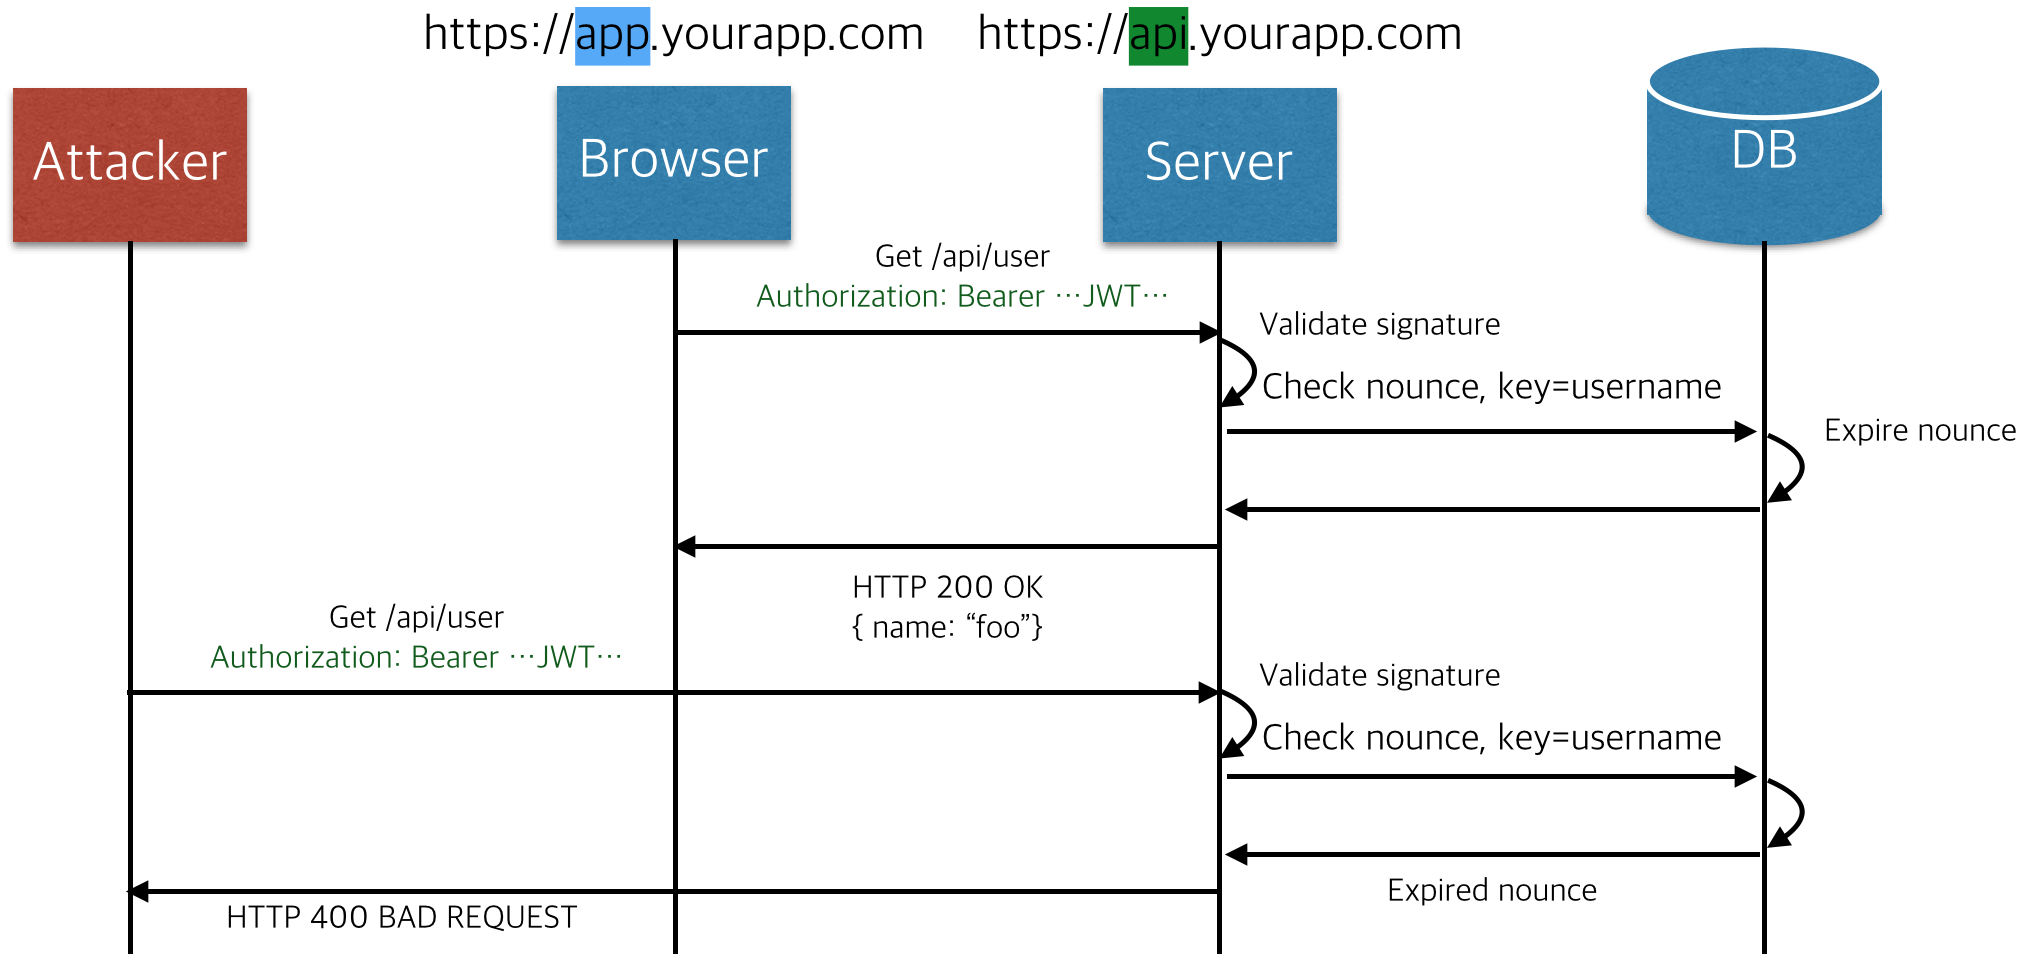 https://app.yourapp.com
https://api.yourapp.com
Attacker
Browser
Server
DB
Get /api/user
Authorization: Bearer ⋯JWT⋯
Validate signature
Check nounce, key=username
Expire nounce
HTTP 200 OK
{ name: “foo”}
Get /api/user
Authorization: Bearer ⋯JWT⋯
Validate signature
Check nounce, key=username
Expired nounce
HTTP 400 BAD REQUEST